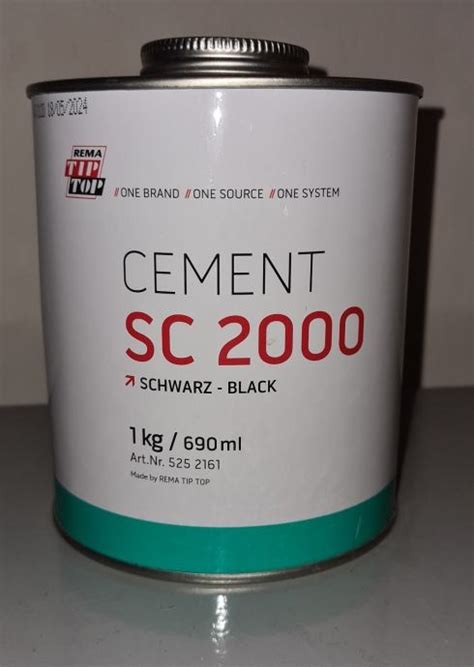 18/05/2024
REMA
TIP
TOP
// ONE BRAND // ONE SOURCE // ONE SYSTEM
CEMENT
SC 2000
SCHWARZ - BLACK
1 kg / 690 ml
Art.Nr. 525 2161
Made by REMA TIP TOP